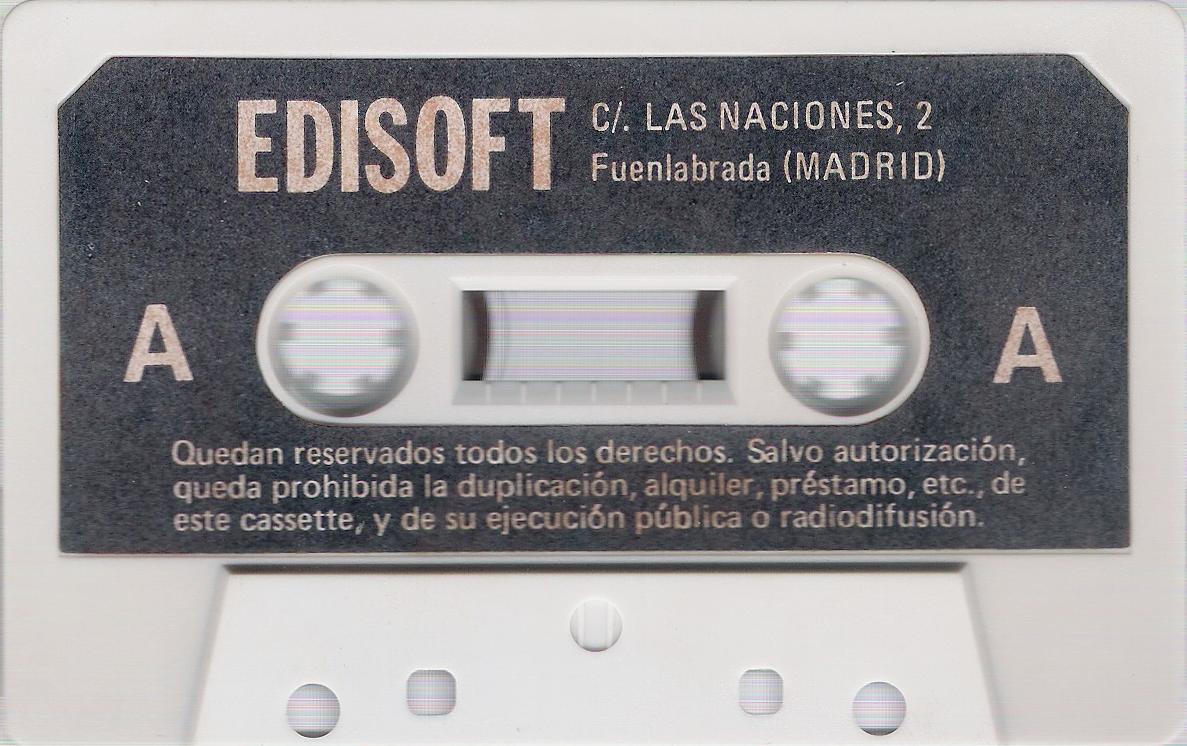 EDISOFT
C/. LAS NACIONES, 2
Fuenlabrada (MADRID)
A A
Quedan reservados todos los derechos. Salvo autorización,
queda prohibida la duplicación, alquiler, préstamo, etc., de
este cassette, y de su ejecución pública o radiodifusión.